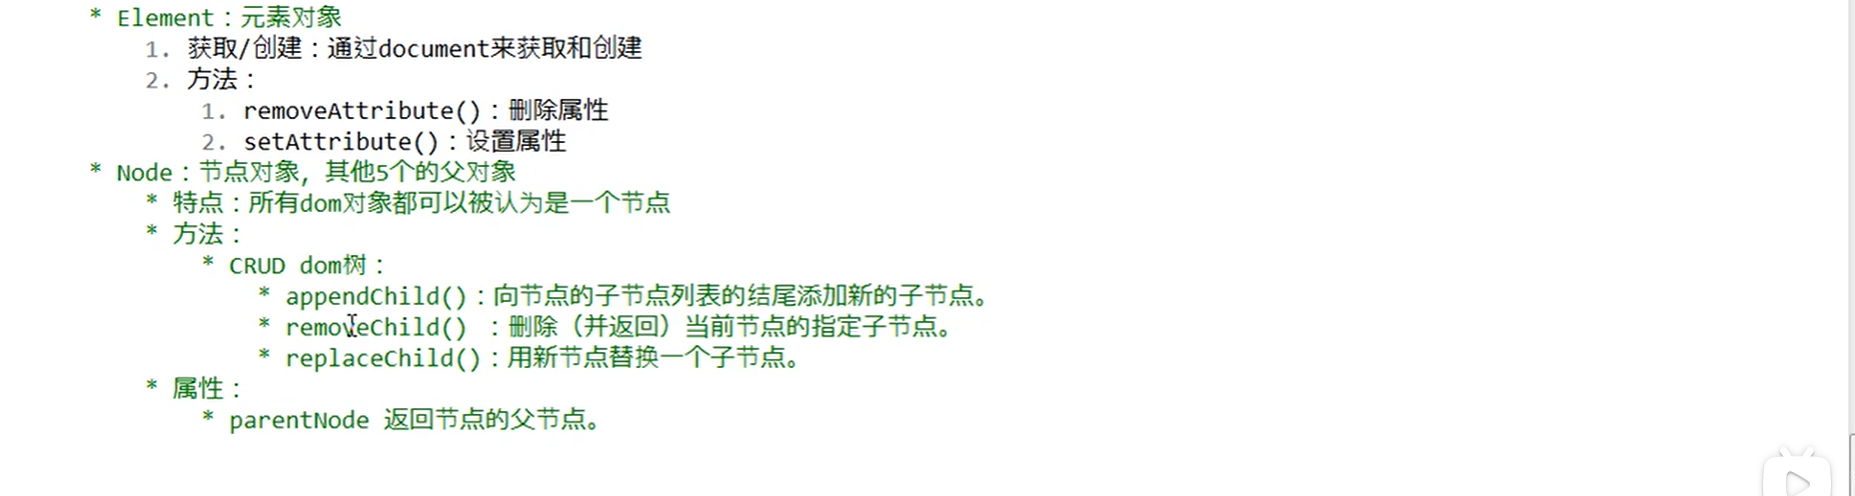 * Element：元素对象
1. 获取/创建：通过document来获取和创建
2. 方法：
1. removeAttribute()：删除属性
2. setAttribute()：设置属性
* Node：节点对象，其他5个的父对象
* 特点：所有dom对象都可以被认为是一个节点
* 方法：
* CRUD dom树：
* appendChild()：向节点的子节点列表的结尾添加新的子节点。
* removeChild() ：删除（并返回）当前节点的指定子节点。
* replaceChild()：用新节点替换一个子节点。
* 属性：
* parentNode 返回节点的父节点。